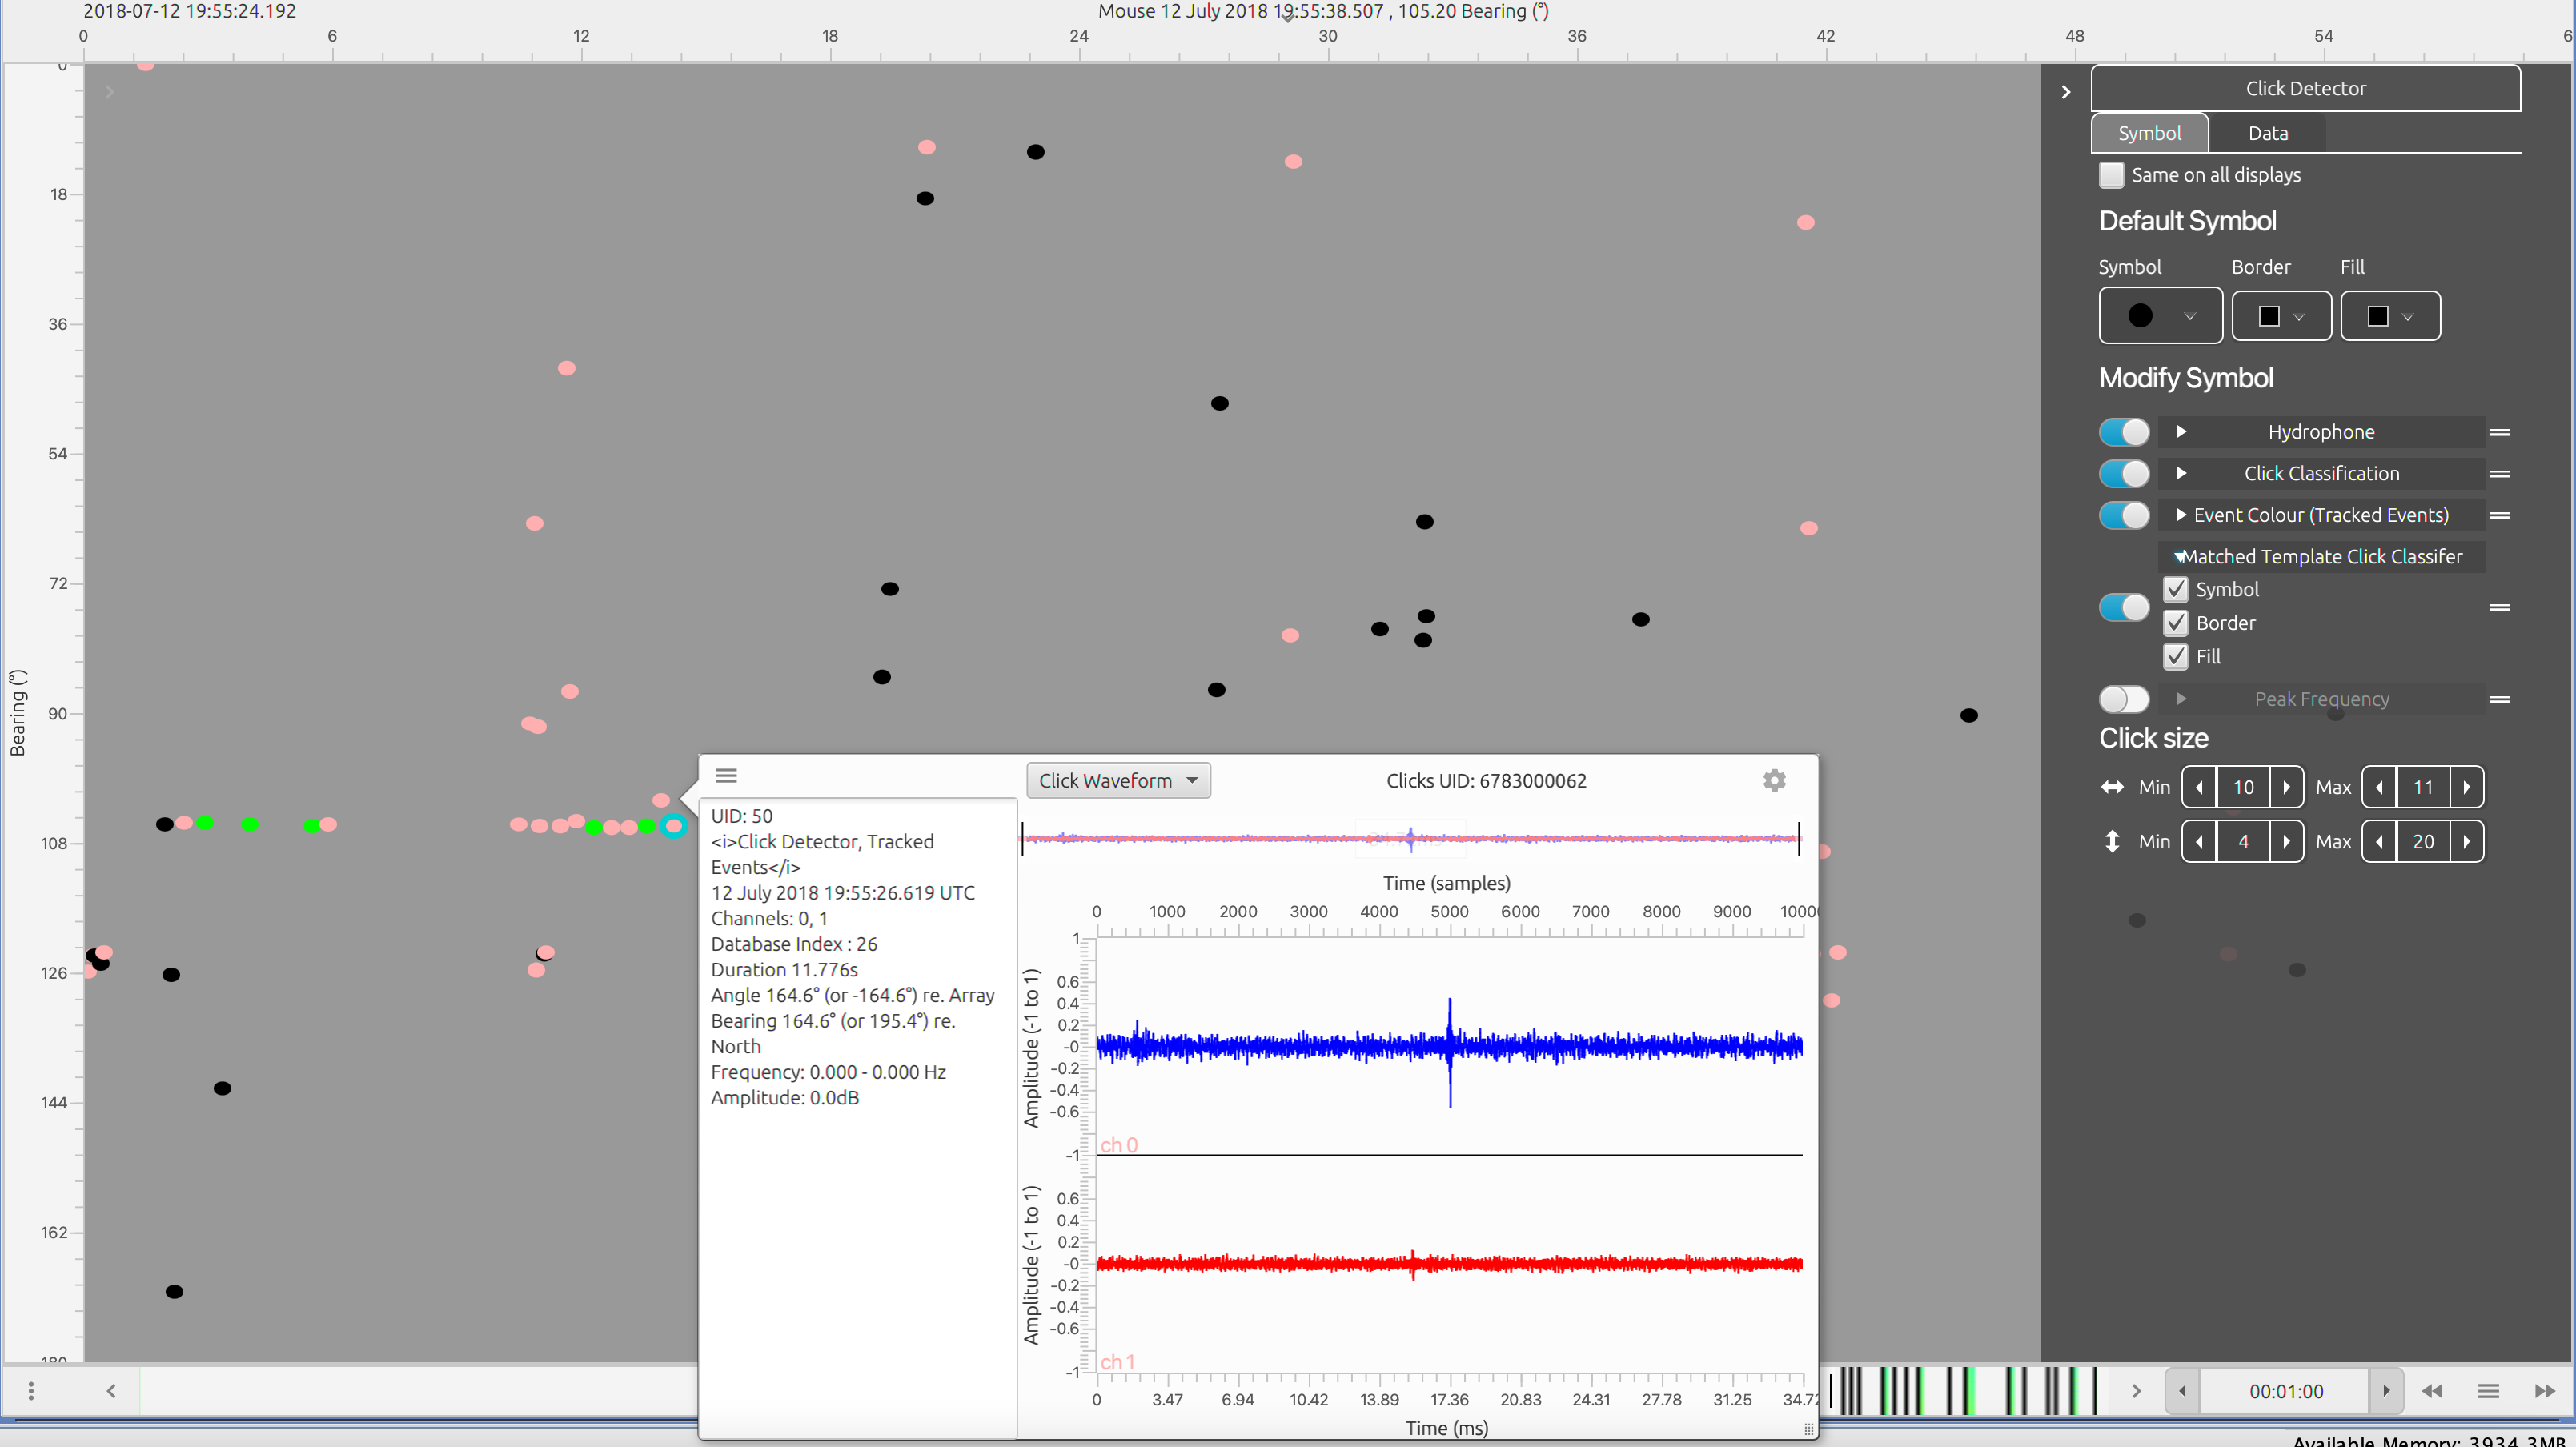 2018-07-12 19:55:24.192
Mouse 12 July 2018 19:55:38.507 , 105.20 Bearing (°)
0 6 12 18 24 30 36 42 48 54
0
18
36
54
72
90
108
126
144
162
180
Bearing (°)
Click Detector
Symbol Data
Same on all displays
Default Symbol
Symbol Border Fill
Modify Symbol
Hydrophone
Click Classification
Event Colour (Tracked Events)
Matched Template Click Classifer
Symbol
Border
Fill
Peak Frequency
Click size
Min 10 Max 11
Min 4 Max 20
Click Waveform
Clicks UID: 6783000062
UID: 50
<i>Click Detector, Tracked
Events</i>
12 July 2018 19:55:26.619 UTC
Channels: 0, 1
Database Index : 26
Duration 11.776s
Angle 164.6° (or -164.6°) re. Array
Bearing 164.6° (or 195.4°) re.
North
Frequency: 0.000 - 0.000 Hz
Amplitude: 0.0dB
Time (samples)
0 1000 2000 3000 4000 5000 6000 7000 8000 9000 1000
Amplitude (-1 to 1)
1
0.6
0.4
0.2
-0
-0.2
-0.4
-0.6
-1
ch 0
Amplitude (-1 to 1)
0.6
0.4
0.2
-0
-0.2
-0.4
-0.6
-1
ch 1
0 3.47 6.94 10.42 13.89 17.36 20.83 24.31 27.78 31.25 34.72
Time (ms)
00:01:00
Available Memory: 3934.3MB